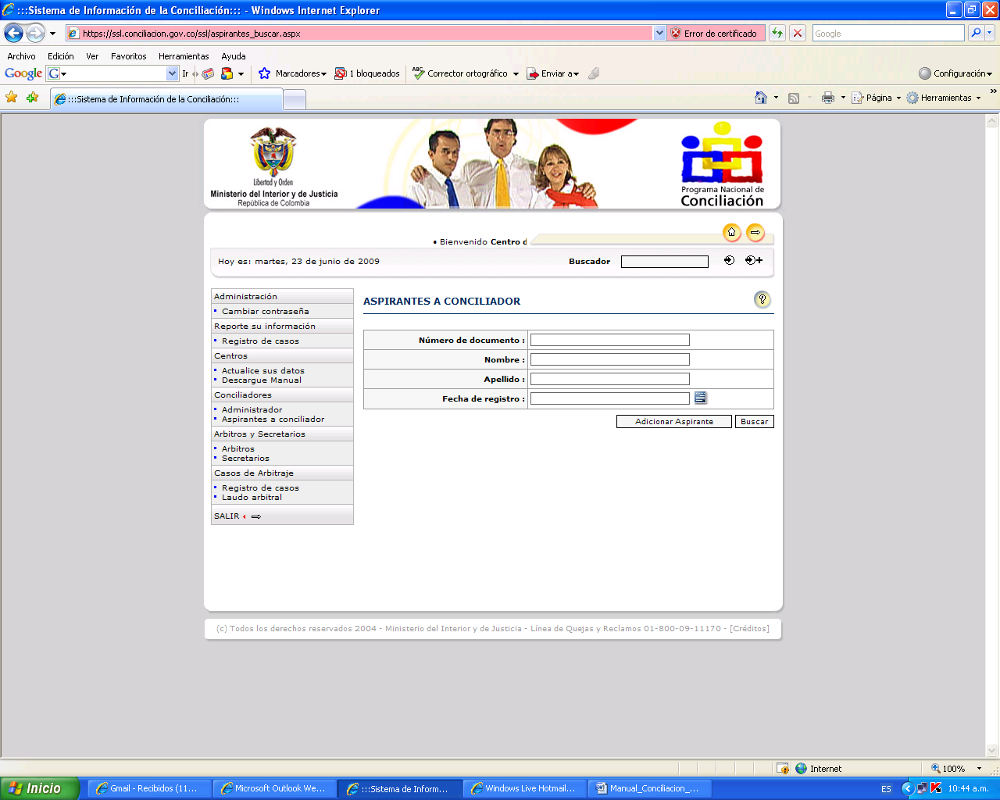 :::Sistema de Información de la Conciliación::: - Windows Internet Explorer
https://ssl.conciliacion.gov.co/ssl/aspirantes_buscar.aspx
Error de certificado
Google
Archivo Edición Ver Favoritos Herramientas Ayuda
Google G Ir Marcadores 1 bloqueados ABC Corrector ortográfico Enviar a Configuración
:::Sistema de Información de la Conciliación:::
Página Herramientas »
Libertad y Orden
Ministerio del Interior y de Justicia
República de Colombia
Programa Nacional de
Conciliación
• Bienvenido Centro d
Hoy es: martes, 23 de junio de 2009
Buscador
Administración
Cambiar contraseña
Reporte su información
Registro de casos
Centros
Actualice sus datos
Descargue Manual
Conciliadores
Administrador
Aspirantes a conciliador
Arbitros y Secretarios
Arbitros
Secretarios
Casos de Arbitraje
Registro de casos
Laudo arbitral
SALIR
ASPIRANTES A CONCILIADOR
Número de documento :
Nombre :
Apellido :
Fecha de registro :
Adicionar Aspirante Buscar
(c) Todos los derechos reservados 2004 - Ministerio del Interior y de Justicia - Línea de Quejas y Reclamos 01-800-09-11170 - [Créditos]
Internet 100%
Inicio
Gmail - Recibidos (11...
Microsoft Outlook We...
:::Sistema de Inform...
Windows Live Hotmail...
Manual_Conciliacion_...
ES
10:44 a.m.